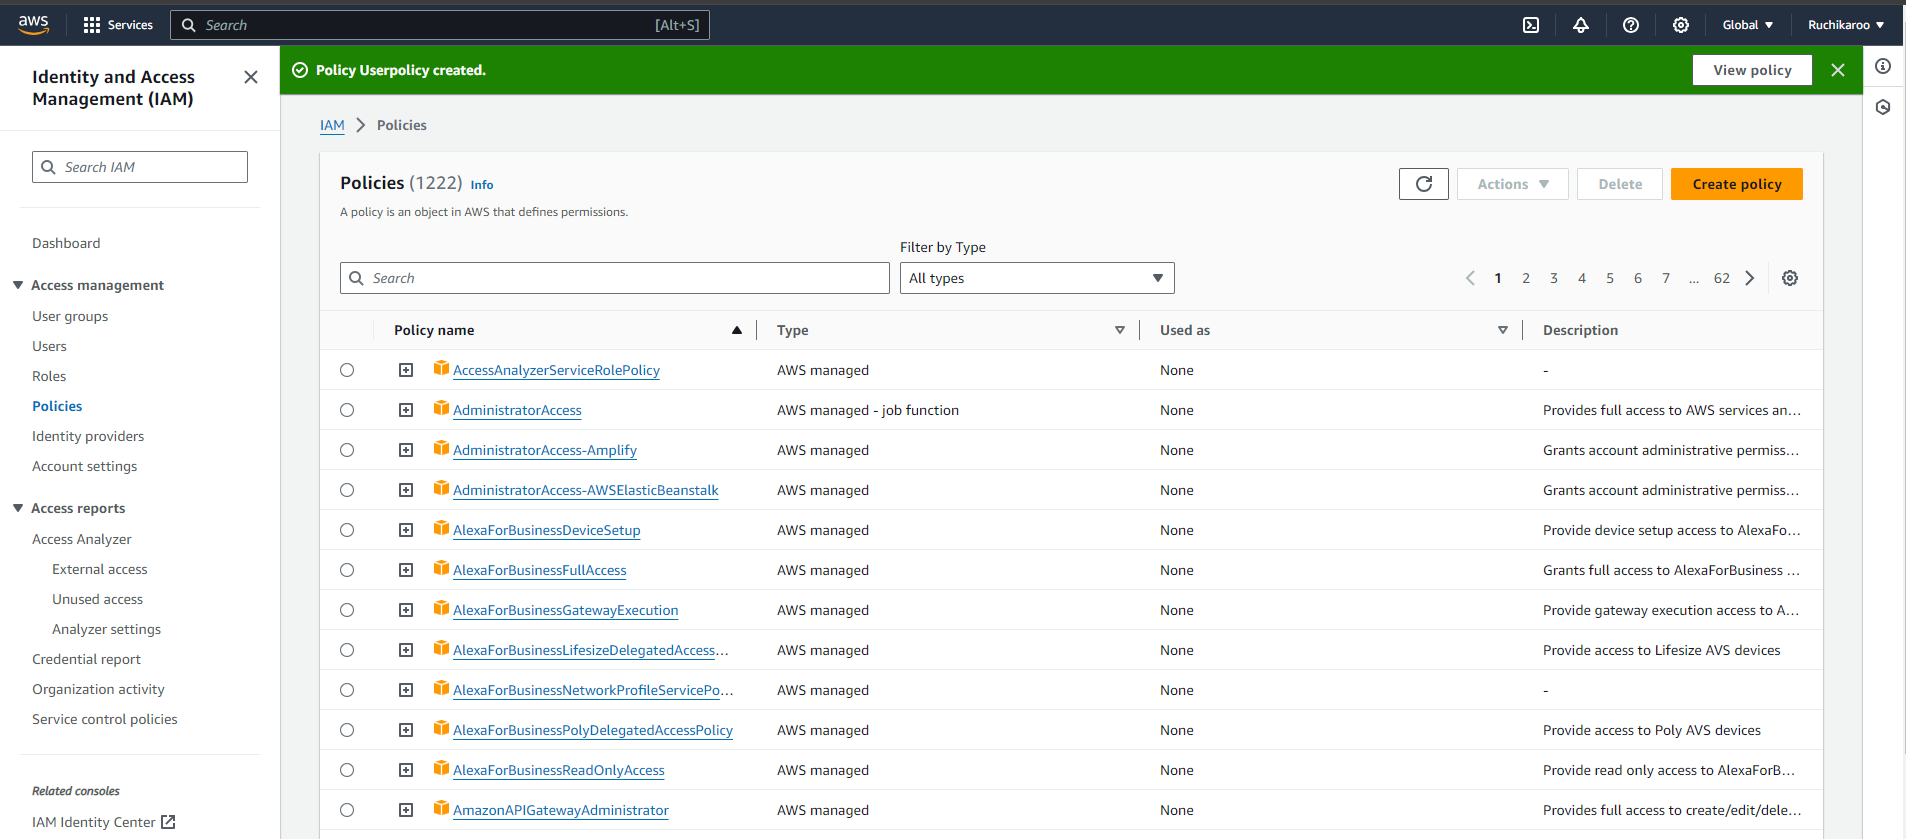 aws
Services
Search [Alt+S]
Global
Ruchikaroo
Identity and Access
Management (IAM)
Search IAM
Dashboard
Access management
User groups
Users
Roles
Policies
Identity providers
Account settings
Access reports
Access Analyzer
External access
Unused access
Analyzer settings
Credential report
Organization activity
Service control policies
Related consoles
IAM Identity Center
Policy Userpolicy created.
View policy
IAM > Policies
Policies (1222) Info
A policy is an object in AWS that defines permissions.
Actions
Delete
Create policy
Filter by Type
Search
All types
1 2 3 4 5 6 7 ... 62
Policy name Type Used as Description
AccessAnalyzerServiceRolePolicy AWS managed None -
AdministratorAccess AWS managed - job function None Provides full access to AWS services an...
AdministratorAccess-Amplify AWS managed None Grants account administrative permiss...
AdministratorAccess-AWSElasticBeanstalk AWS managed None Grants account administrative permiss...
AlexaForBusinessDeviceSetup AWS managed None Provide device setup access to AlexaFo...
AlexaForBusinessFullAccess AWS managed None Grants full access to AlexaForBusiness ...
AlexaForBusinessGatewayExecution AWS managed None Provide gateway execution access to A...
AlexaForBusinessLifesizeDelegatedAccess... AWS managed None Provide access to Lifesize AVS devices
AlexaForBusinessNetworkProfileServicePo... AWS managed None -
AlexaForBusinessPolyDelegatedAccessPolicy AWS managed None Provide access to Poly AVS devices
AlexaForBusinessReadOnlyAccess AWS managed None Provide read only access to AlexaForB...
AmazonAPIGatewayAdministrator AWS managed None Provides full access to create/edit/dele...